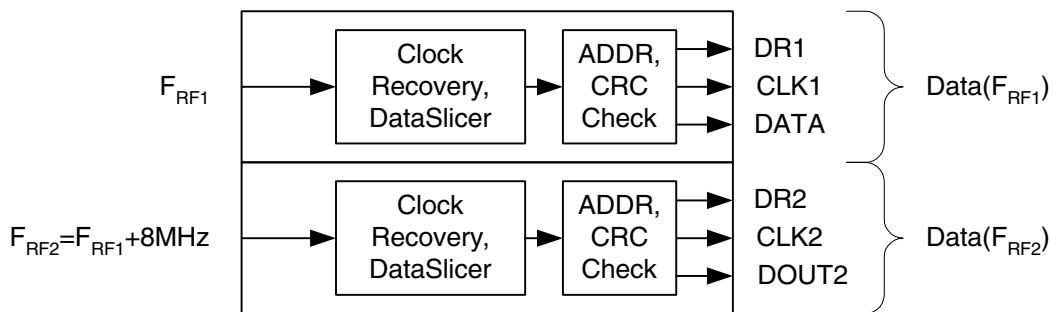 Clock
Recovery,
DataSlicer
ADDR,
CRC
Check
F_RF1
DR1
CLK1
DATA
Data(F_RF1)
Clock
Recovery,
DataSlicer
ADDR,
CRC
Check
F_RF2=F_RF1+8MHz
DR2
CLK2
DOUT2
Data(F_RF2)